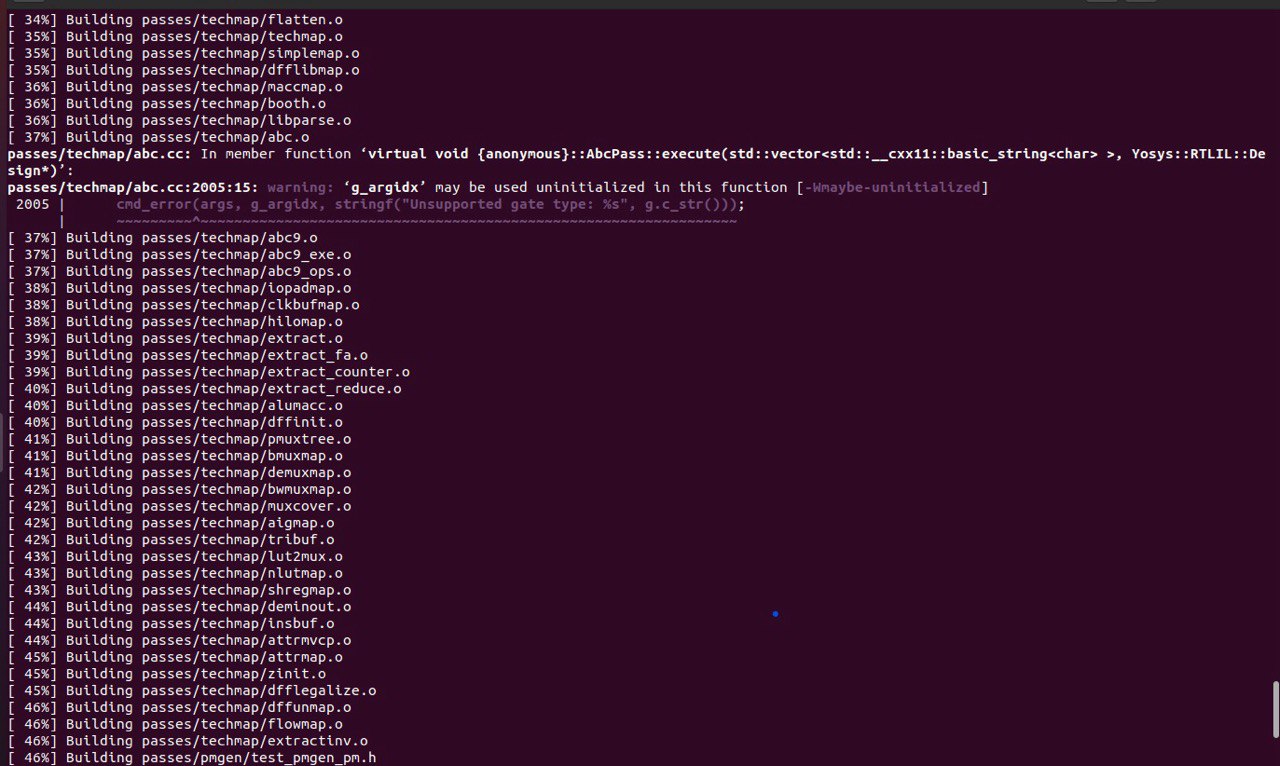 [ 34%] Building passes/techmap/flatten.o
[ 35%] Building passes/techmap/techmap.o
[ 35%] Building passes/techmap/simplemap.o
[ 35%] Building passes/techmap/dfflibmap.o
[ 36%] Building passes/techmap/maccmap.o
[ 36%] Building passes/techmap/booth.o
[ 36%] Building passes/techmap/libparse.o
[ 37%] Building passes/techmap/abc.o
passes/techmap/abc.cc: In member function ‘virtual void {anonymous}::AbcPass::execute(std::vector<std::__cxx11::basic_string<char> >, Yosys::RTLIL::De
sign*)’:
passes/techmap/abc.cc:2005:15: warning: ‘g_argidx’ may be used uninitialized in this function [-Wmaybe-uninitialized]
 2005 |      cmd_error(args, g_argidx, stringf("Unsupported gate type: %s", g.c_str()));
      |      ~~~~~~~~~^~~~~~~~~~~~~~~~~~~~~~~~~~~~~~~~~~~~~~~~~~~~~~~~~~~~~~~~~
[ 37%] Building passes/techmap/abc9.o
[ 37%] Building passes/techmap/abc9_exe.o
[ 37%] Building passes/techmap/abc9_ops.o
[ 38%] Building passes/techmap/iopadmap.o
[ 38%] Building passes/techmap/clkbufmap.o
[ 38%] Building passes/techmap/hilomap.o
[ 39%] Building passes/techmap/extract.o
[ 39%] Building passes/techmap/extract_fa.o
[ 39%] Building passes/techmap/extract_counter.o
[ 40%] Building passes/techmap/extract_reduce.o
[ 40%] Building passes/techmap/alumacc.o
[ 40%] Building passes/techmap/dffinit.o
[ 41%] Building passes/techmap/pmuxtree.o
[ 41%] Building passes/techmap/bmuxmap.o
[ 41%] Building passes/techmap/demuxmap.o
[ 42%] Building passes/techmap/bwmuxmap.o
[ 42%] Building passes/techmap/muxcover.o
[ 42%] Building passes/techmap/aigmap.o
[ 42%] Building passes/techmap/tribuf.o
[ 43%] Building passes/techmap/lut2mux.o
[ 43%] Building passes/techmap/nlutmap.o
[ 43%] Building passes/techmap/shregmap.o
[ 44%] Building passes/techmap/deminout.o
[ 44%] Building passes/techmap/insbuf.o
[ 44%] Building passes/techmap/attrmvcp.o
[ 45%] Building passes/techmap/attrmap.o
[ 45%] Building passes/techmap/zinit.o
[ 45%] Building passes/techmap/dfflegalize.o
[ 46%] Building passes/techmap/dffunmap.o
[ 46%] Building passes/techmap/flowmap.o
[ 46%] Building passes/techmap/extractinv.o
[ 46%] Building passes/pmgen/test_pmgen_pm.h